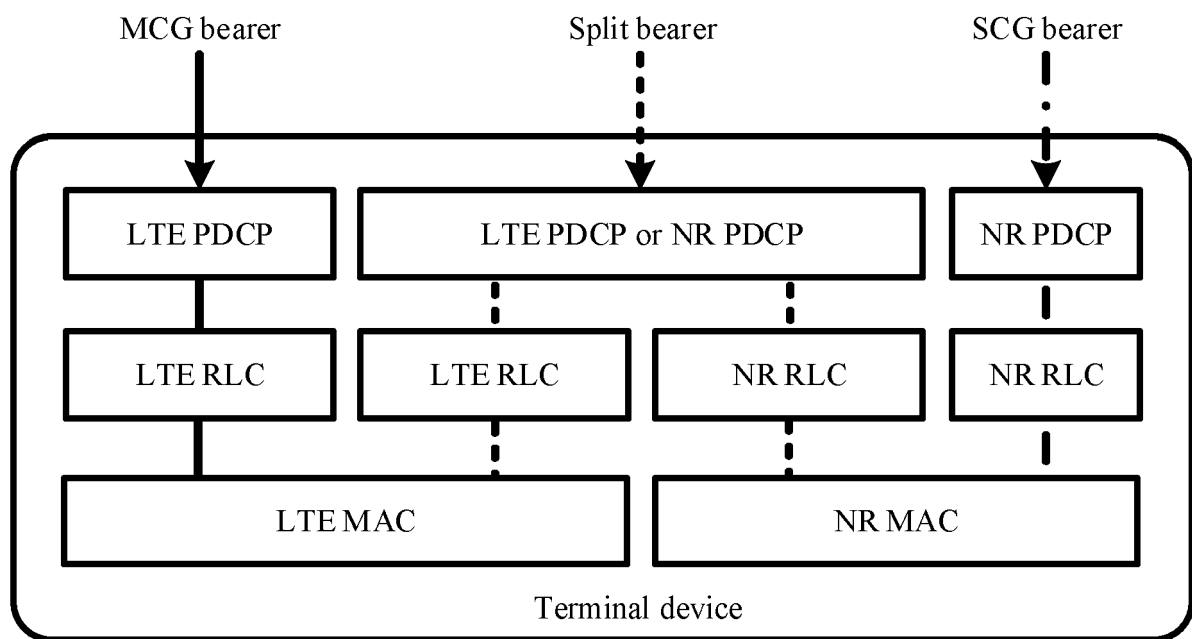 MCG bearer
Split bearer
SCG bearer
LTE PDCP
LTE PDCP or NR PDCP
NR PDCP
LTE RLC
LTE RLC
NR RLC
NR RLC
LTE MAC
NR MAC
Terminal device